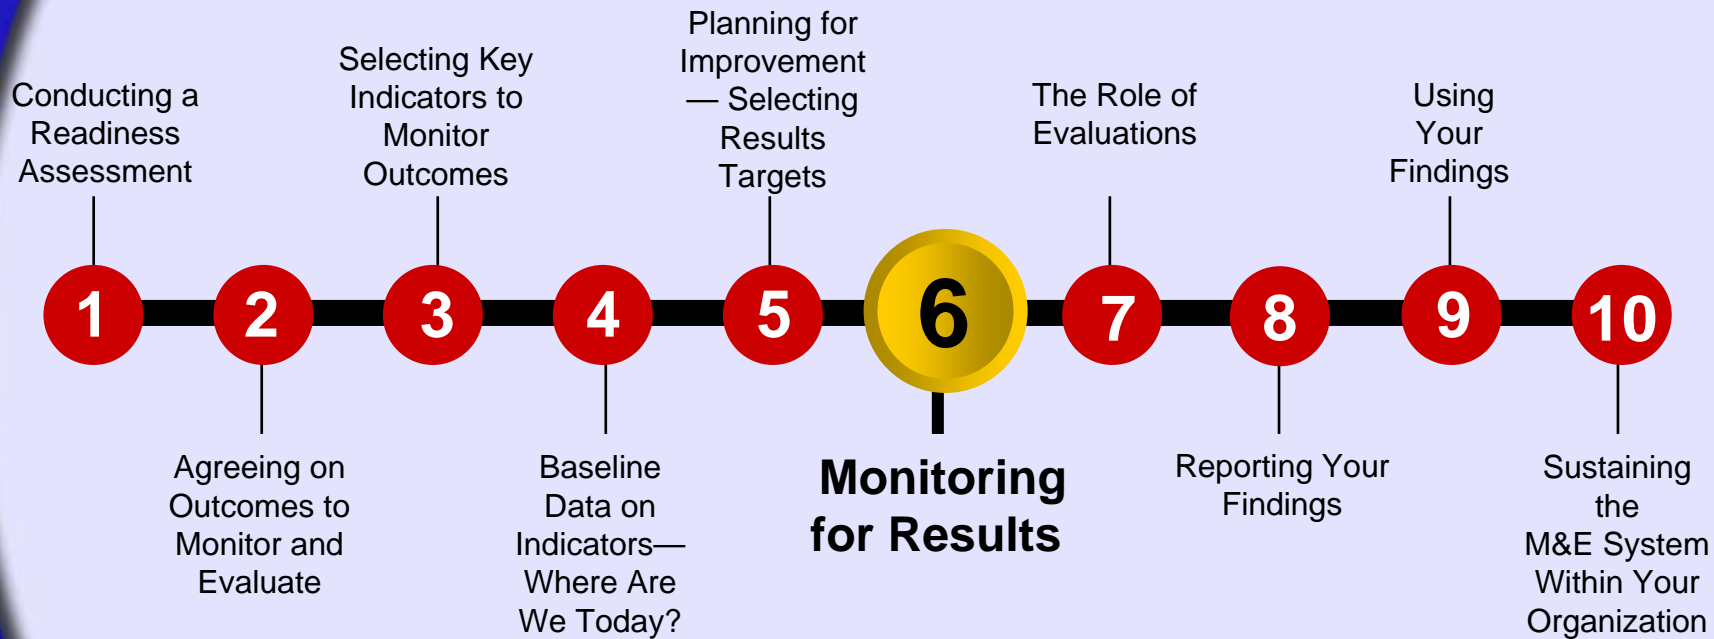 Conducting a
Readiness
Assessment
1
Agreeing on
Outcomes to
Monitor and
Evaluate
2
Selecting Key
Indicators to
Monitor
Outcomes
3
Baseline
Data on
Indicators—
Where Are
We Today?
4
Planning for
Improvement
— Selecting
Results
Targets
5
6
Monitoring
for Results
The Role of
Evaluations
7
8
Reporting Your
Findings
Using
Your
Findings
9
10
Sustaining
the
M&E System
Within Your
Organization